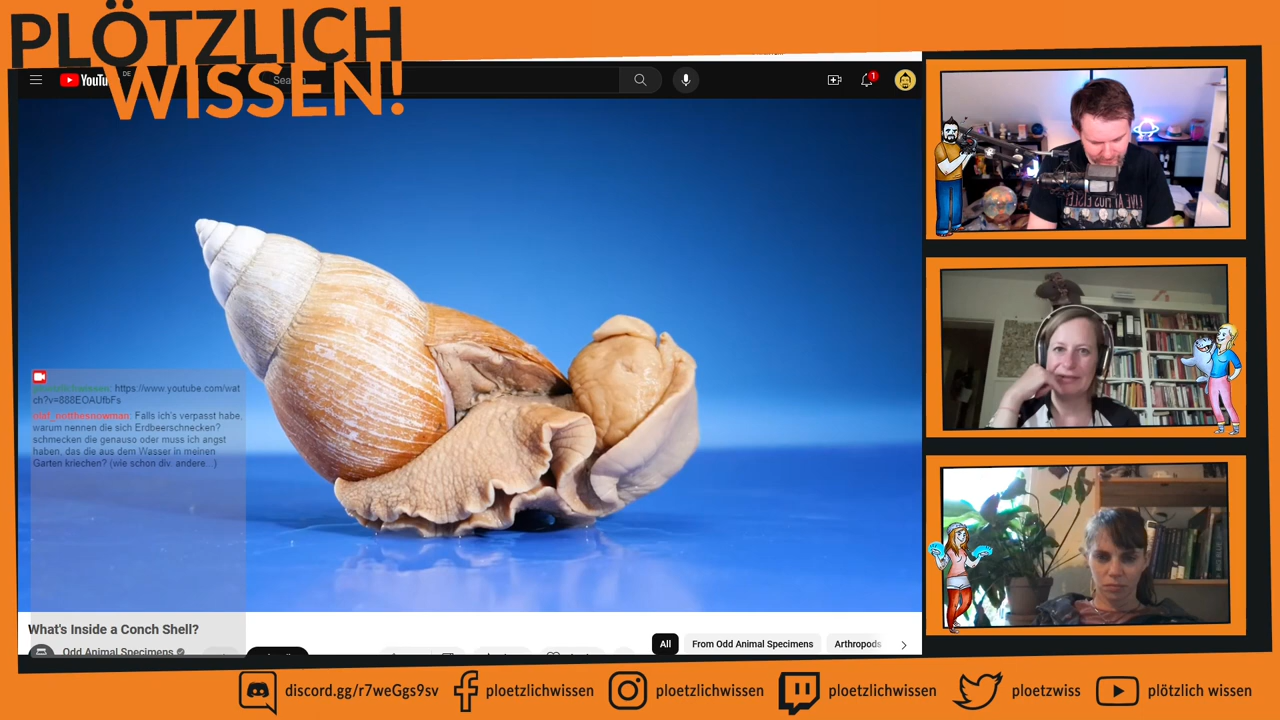 PLÖTZLICH
WISSEN!
DE
https://www.youtube.com/wat
ch?v=888EOAUfbFs
olaf_notthesnowman: Falls ich's verpasst habe,
warum nennen die sich Erdbeerschnecken?
schmecken die genauso oder muss ich angst
haben, das die aus dem Wasser in meinen
Garten kriechen? (wie schon div. andere...)
1
What's Inside a Conch Shell?
Odd Animal Specimens
All
From Odd Animal Specimens
Arthropods
discord.gg/r7weGgs9sv
ploetzlichwissen
ploetzlichwissen
ploetzlichwissen
ploetzwiss
plötzlich wissen